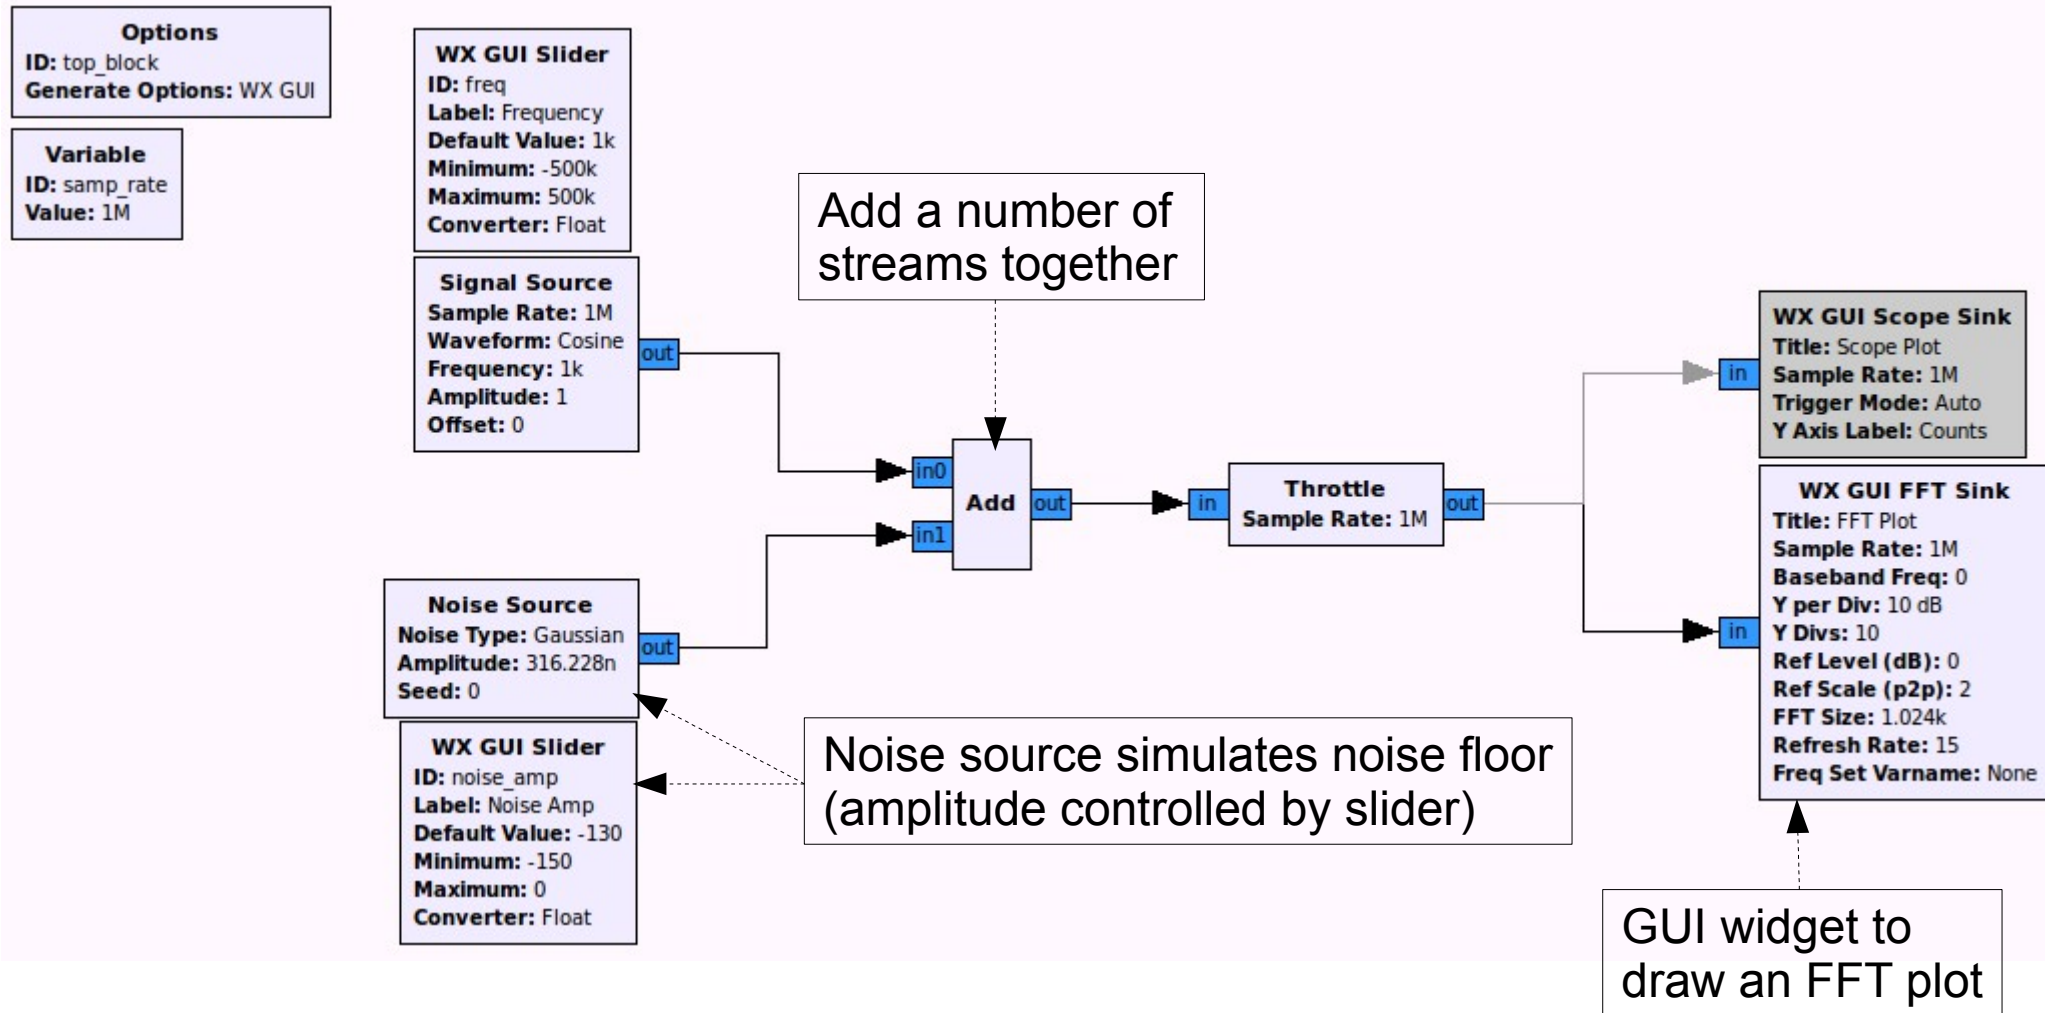 Options
ID: top_block
Generate Options: WX GUI
Variable
ID: samp_rate
Value: 1M
WX GUI Slider
ID: freq
Label: Frequency
Default Value: 1k
Minimum: -500k
Maximum: 500k
Converter: Float
Signal Source
Sample Rate: 1M
Waveform: Cosine
Frequency: 1k
Amplitude: 1
Offset: 0
out
Add a number of
streams together
in0
in1
Add
out
in
Throttle
Sample Rate: 1M
out
in
WX GUI Scope Sink
Title: Scope Plot
Sample Rate: 1M
Trigger Mode: Auto
Y Axis Label: Counts
in
WX GUI FFT Sink
Title: FFT Plot
Sample Rate: 1M
Baseband Freq: 0
Y per Div: 10 dB
Y Divs: 10
Ref Level (dB): 0
Ref Scale (p2p): 2
FFT Size: 1.024k
Refresh Rate: 15
Freq Set Varname: None
Noise Source
Noise Type: Gaussian
Amplitude: 316.228n
Seed: 0
out
WX GUI Slider
ID: noise_amp
Label: Noise Amp
Default Value: -130
Minimum: -150
Maximum: 0
Converter: Float
Noise source simulates noise floor
(amplitude controlled by slider)
GUI widget to
draw an FFT plot